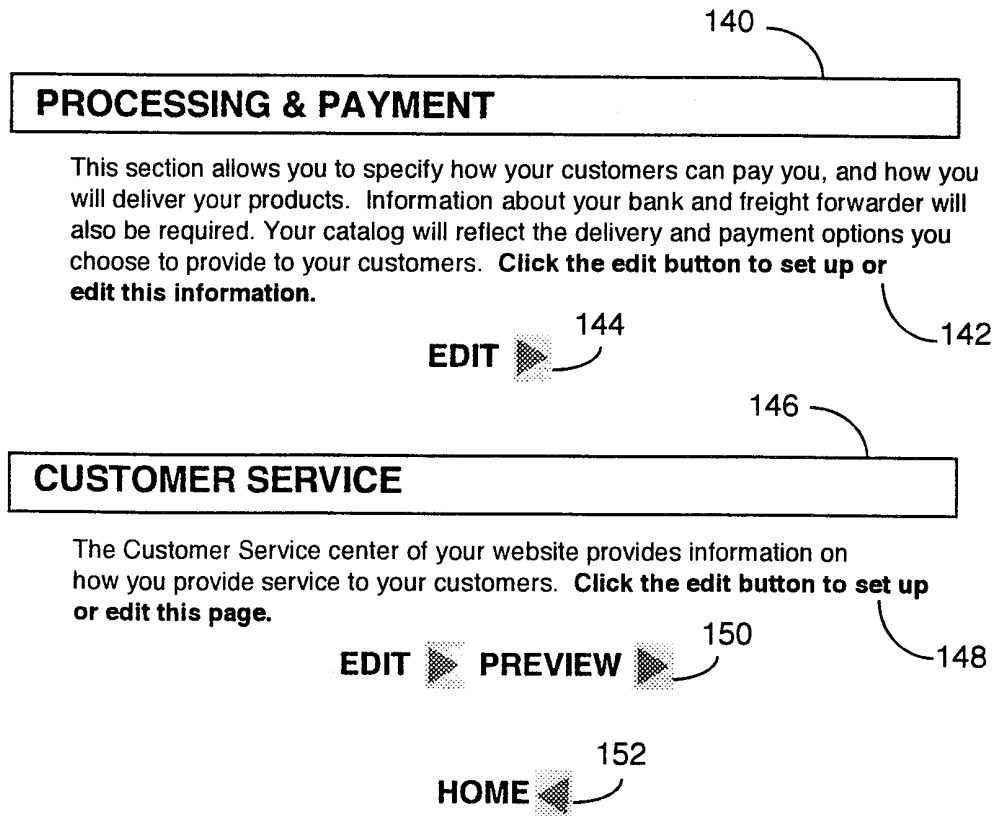 140
PROCESSING & PAYMENT
This section allows you to specify how your customers can pay you, and how you
will deliver your products. Information about your bank and freight forwarder will
also be required. Your catalog will reflect the delivery and payment options you
choose to provide to your customers. Click the edit button to set up or
edit this information.
142
144
EDIT
146
CUSTOMER SERVICE
The Customer Service center of your website provides information on
how you provide service to your customers. Click the edit button to set up
or edit this page.
148
150
EDIT PREVIEW
152
HOME